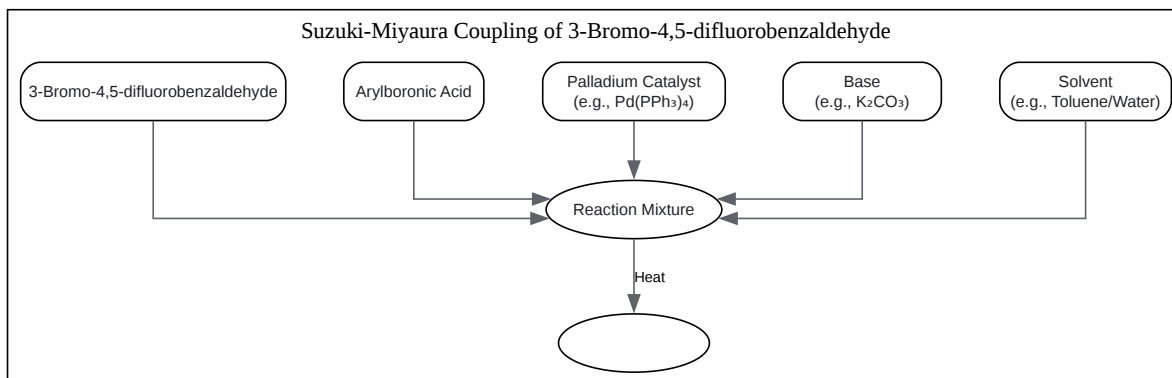 Suzuki-Miyaura Coupling of 3-Bromo-4,5-difluorobenzaldehyde
3-Bromo-4,5-difluorobenzaldehyde
Arylboronic Acid
Palladium Catalyst
(e.g., Pd(PPh₃)₄)
Base
(e.g., K₂CO₃)
Solvent
(e.g., Toluene/Water)
Reaction Mixture
Heat